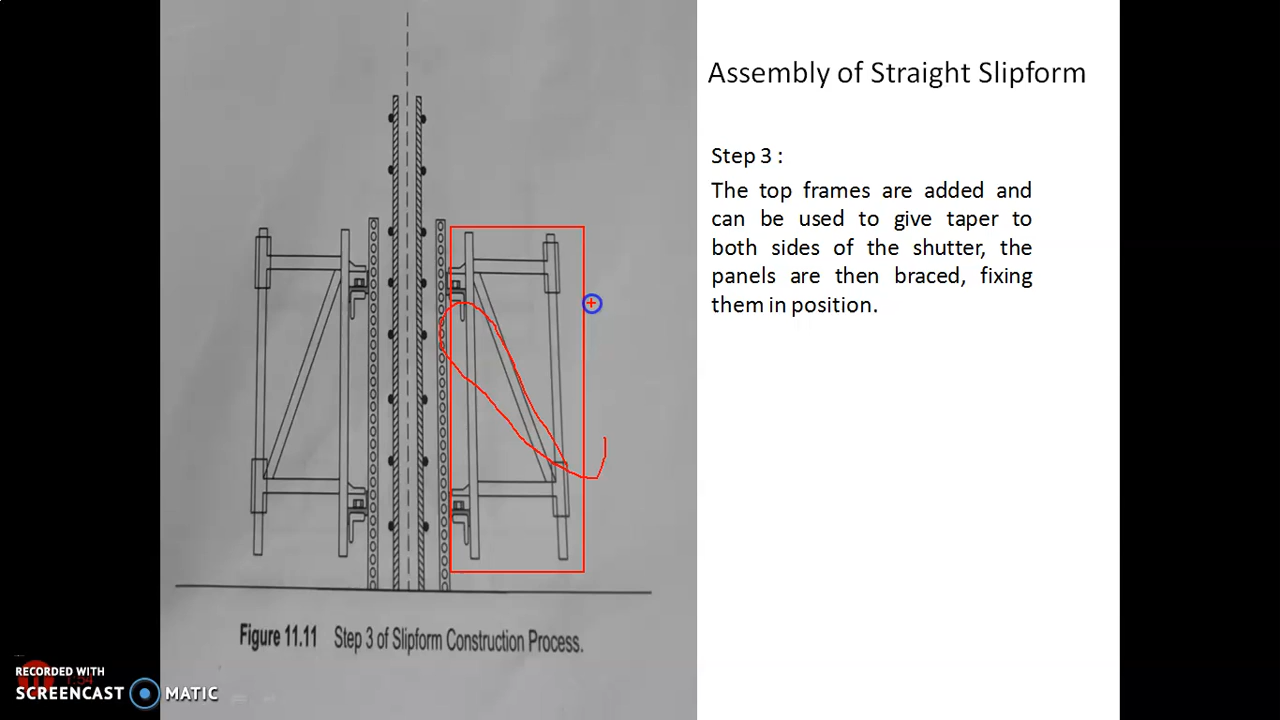 Assembly of Straight Slipform
Step 3 :
The top frames are added and
can be used to give taper to
both sides of the shutter, the
panels are then braced, fixing
them in position.
Figure 11.11 Step 3 of Slipform Construction Process.
RECORDED WITH
SCREENCAST MATIC